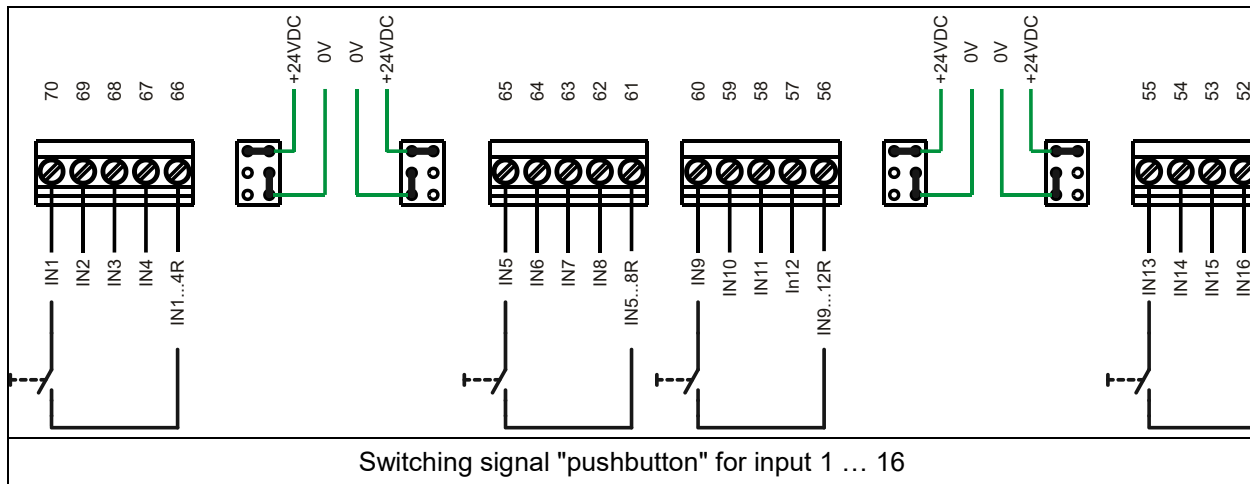 +24VDC 0V 0V +24VDC +24VDC 0V 0V +24VDC
70 69 68 67 66 65 64 63 62 61 60 59 58 57 56 55 54 53 52
IN1 IN2 IN3 IN4 IN1...4R IN5 IN6 IN7 IN8 IN5...8R IN9 IN10 IN11 In12 IN9...12R IN13 IN14 IN15 IN16
Switching signal "pushbutton" for input 1 … 16